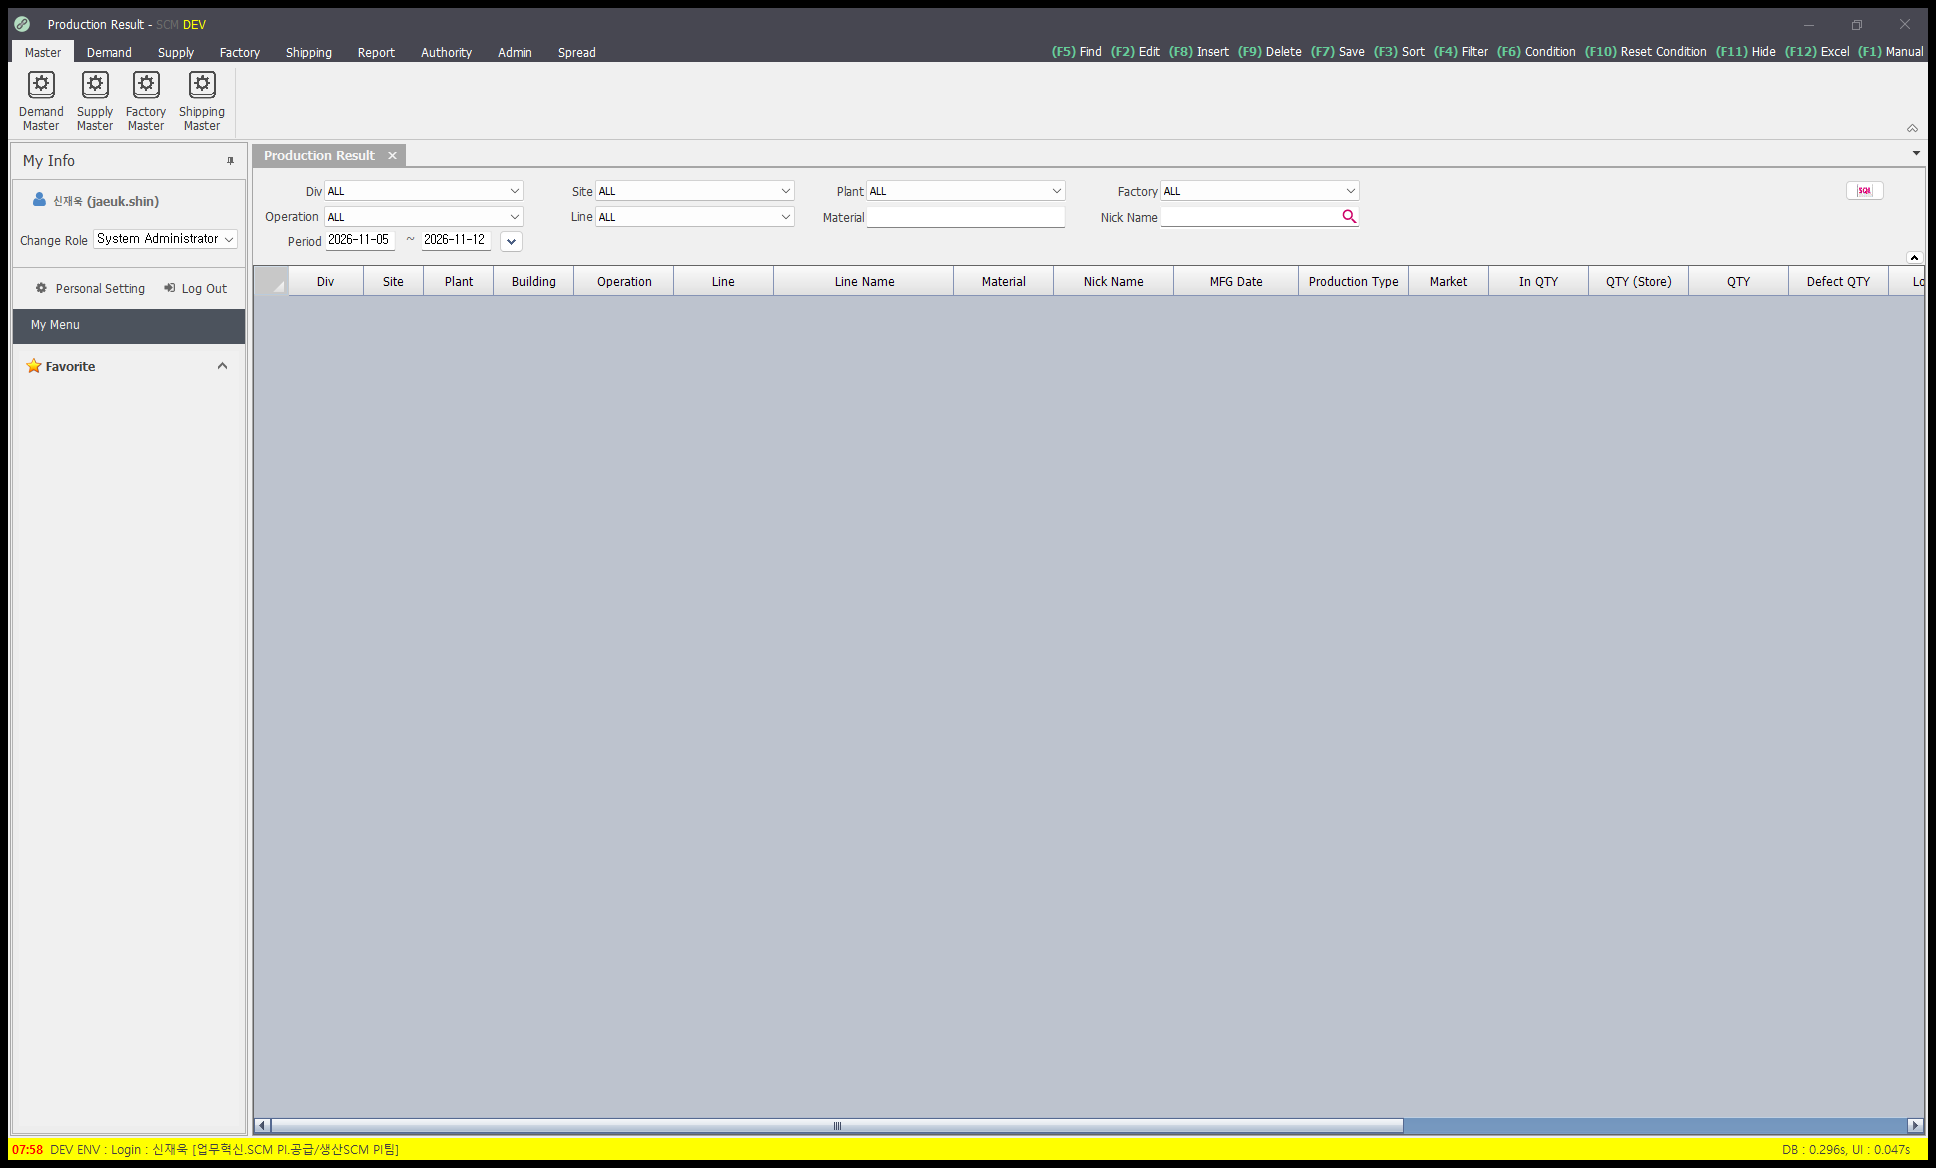 Production Result - SCM DEV
Master Demand Supply Factory Shipping Report Authority Admin Spread
(F5) Find (F2) Edit (F8) Insert (F9) Delete (F7) Save (F3) Sort (F4) Filter (F6) Condition (F10) Reset Condition (F11) Hide (F12) Excel (F1) Manual
Demand Master
Supply Master
Factory Master
Shipping Master
My Info
신재욱 (jaeuk.shin)
Change Role System Administrator
Personal Setting Log Out
My Menu
Favorite
Production Result
Div ALL Site ALL Plant ALL Factory ALL
SQL
Operation ALL Line ALL Material Nick Name
Period 2026-11-05 ~ 2026-11-12
Div Site Plant Building Operation Line Line Name Material Nick Name MFG Date Production Type Market In QTY QTY (Store) QTY Defect QTY Lo
07:58 DEV ENV : Login : 신재욱 [업무혁신.SCM PI.공급/생산SCM PI팀]
DB : 0.296s, UI : 0.047s